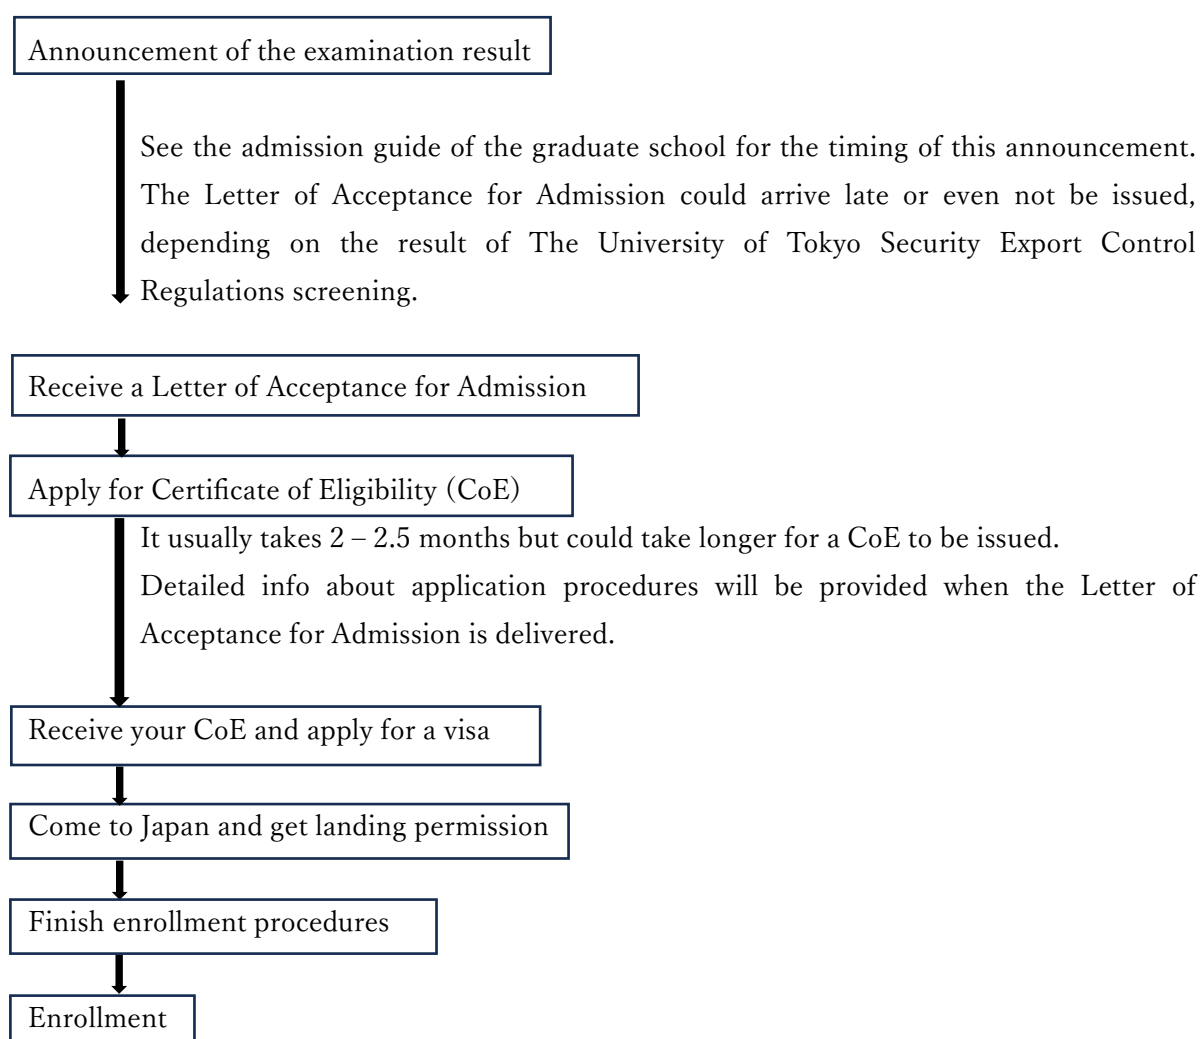 Announcement of the examination result
See the admission guide of the graduate school for the timing of this announcement.
The Letter of Acceptance for Admission could arrive late or even not be issued,
depending on the result of The University of Tokyo Security Export Control
Regulations screening.
Receive a Letter of Acceptance for Admission
Apply for Certificate of Eligibility (CoE)
It usually takes 2 – 2.5 months but could take longer for a CoE to be issued.
Detailed info about application procedures will be provided when the Letter of
Acceptance for Admission is delivered.
Receive your CoE and apply for a visa
Come to Japan and get landing permission
Finish enrollment procedures
Enrollment